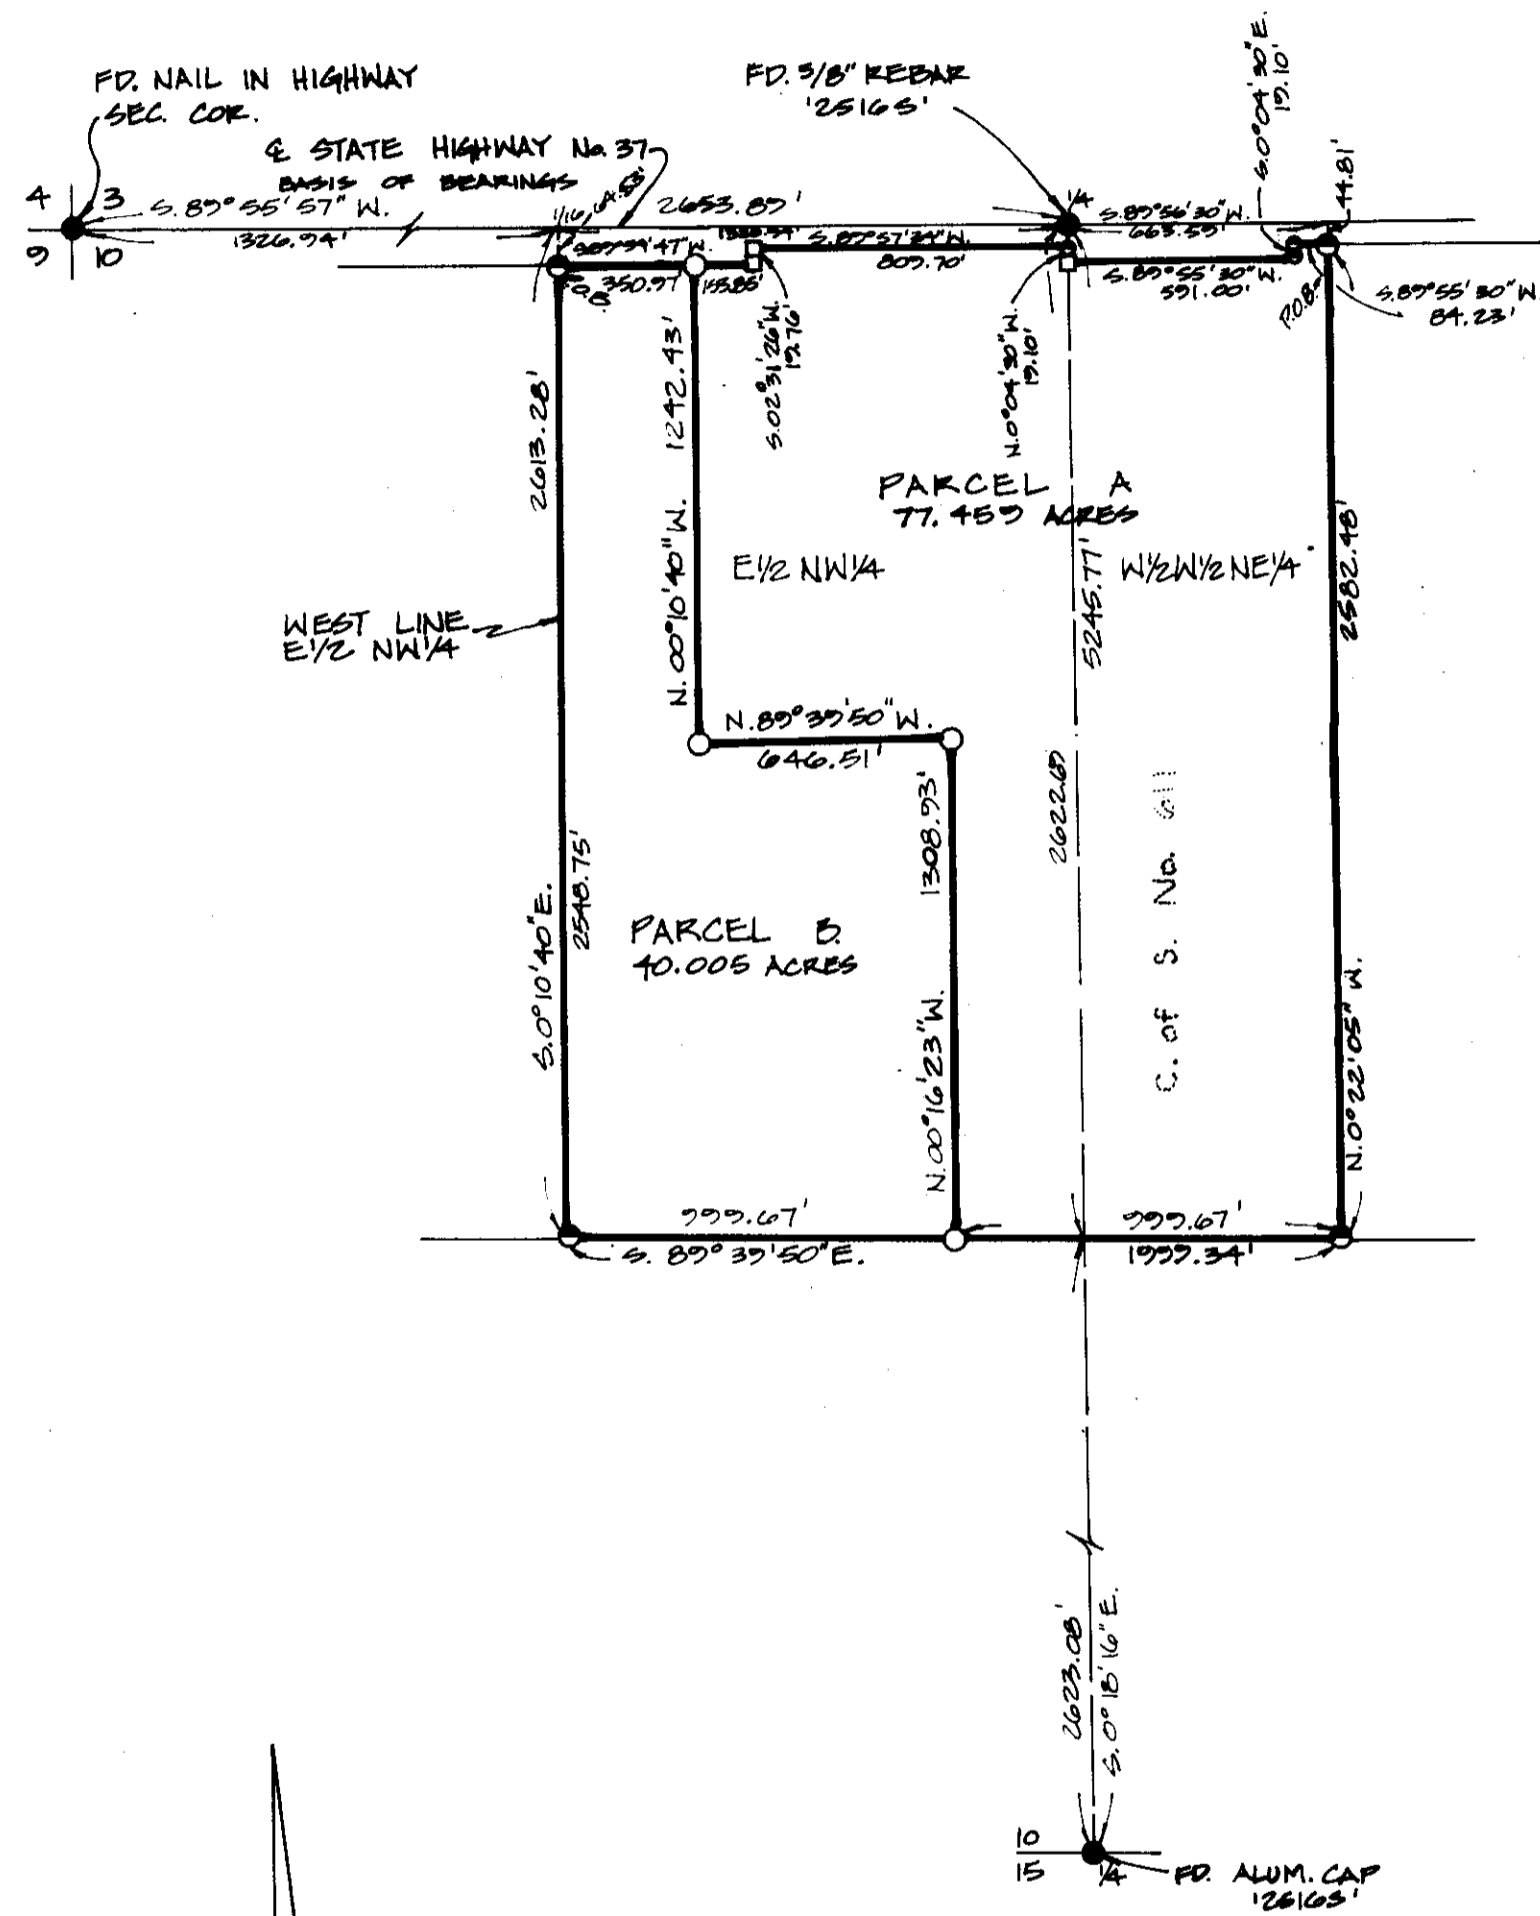 FD. NAIL IN HIGHWAY
SEC. COR.
FD. 5/8" REBAR
'2516S'
S.0°04'30"E.
19.10'
℄ STATE HIGHWAY No. 37
BASIS OF BEARINGS
4 3
9 10
S.89°55'57"W.
1326.94'
1/16
64.53'
2653.89'
1/4
S.89°56'30"W.
663.59'
44.81'
350.97'
155.85'
S.89°57'24"W.
809.70'
S.89°55'30"W.
591.00'
P.O.B.
P.O.B.
S.89°55'30"W
84.23'
2613.28'
N.00°10'40"W. 1242.43'
S.02°31'26"W.
19.76'
N.0°04'30"W.
19.10'
PARCEL A
77.459 ACRES
E1/2 NW1/4
5245.77'
W1/2W1/2NE1/4
2582.48'
WEST LINE
E1/2 NW1/4
N.89°39'50"W.
646.51'
2622.69
1308.93'
C. of S. No. 611
S.0°10'40"E.
2548.75'
PARCEL B
40.005 ACRES
N.00°16'23"W.
N.0°22'05"W.
999.67'
S. 89°39'50"E.
999.67'
1999.34'
2623.08'
S.0°18'16"E.
10
15
1/4
FD. ALUM. CAP